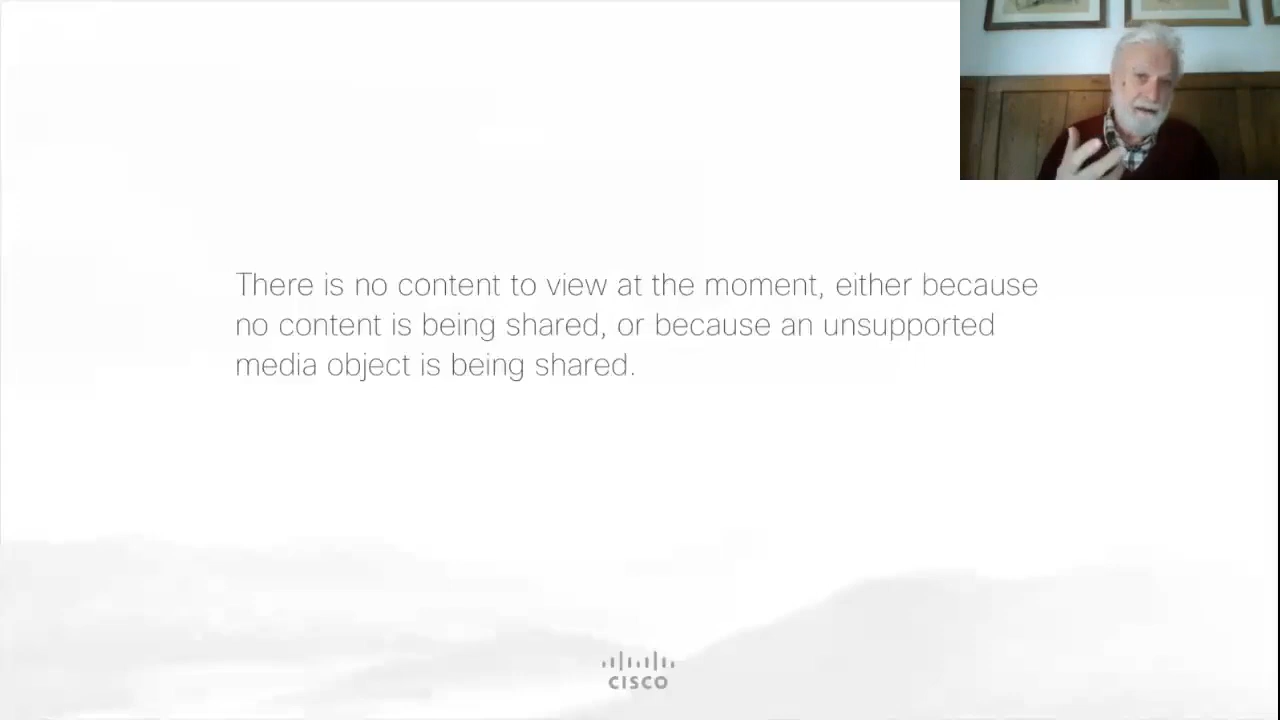 There is no content to view at the moment, either because
no content is being shared, or because an unsupported
media object is being shared.
CISCO